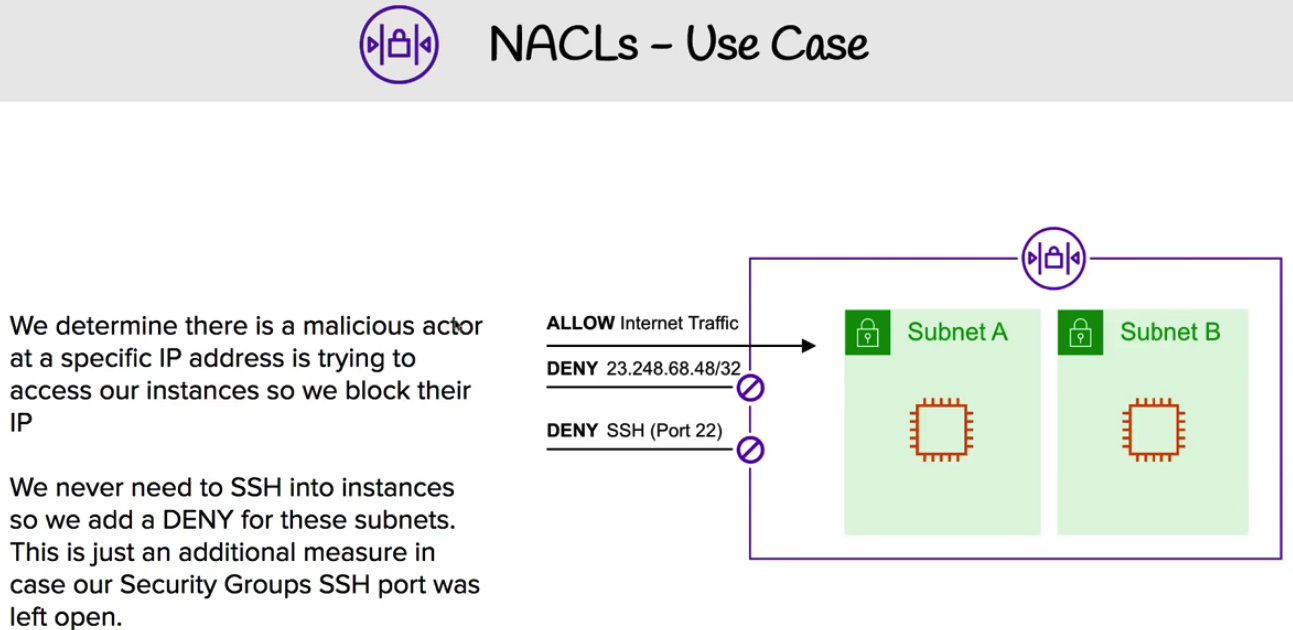 NACLs – Use Case
We determine there is a malicious actor
at a specific IP address is trying to
access our instances so we block their
IP
We never need to SSH into instances
so we add a DENY for these subnets.
This is just an additional measure in
case our Security Groups SSH port was
left open.
ALLOW Internet Traffic
DENY 23.248.68.48/32
DENY SSH (Port 22)
Subnet A
Subnet B